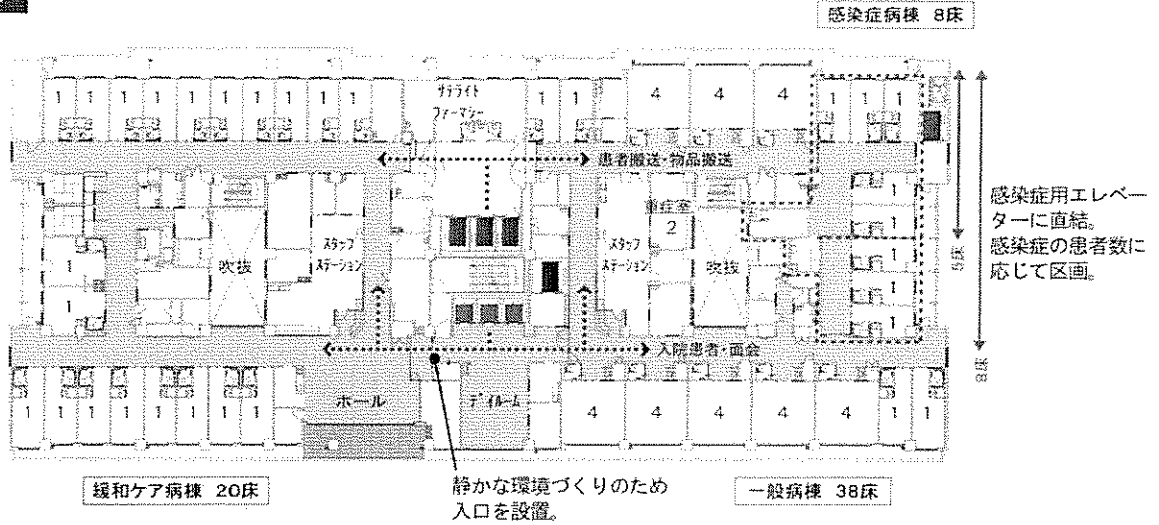 感染症病棟 8床
1 1 1 1 1 1 1 1 1
サテライト
ファーマシー
1 1 4 4 4 1 1 1
患者搬送・物品搬送
感染症用エレベー
ターに直結。
感染症の患者数に
応じて区画。
5床
8床
スタッフ
ステーション
吹抜
1
1
重症室
2
スタッフ
ステーション
吹抜
1
1
1
1
1
入院患者・面会
1 1 1 1 1 1 1
ホール
デイルーム
4 4 4 4 4 1 1
緩和ケア病棟 20床
静かな環境づくりのため
入口を設置。
一般病棟 38床